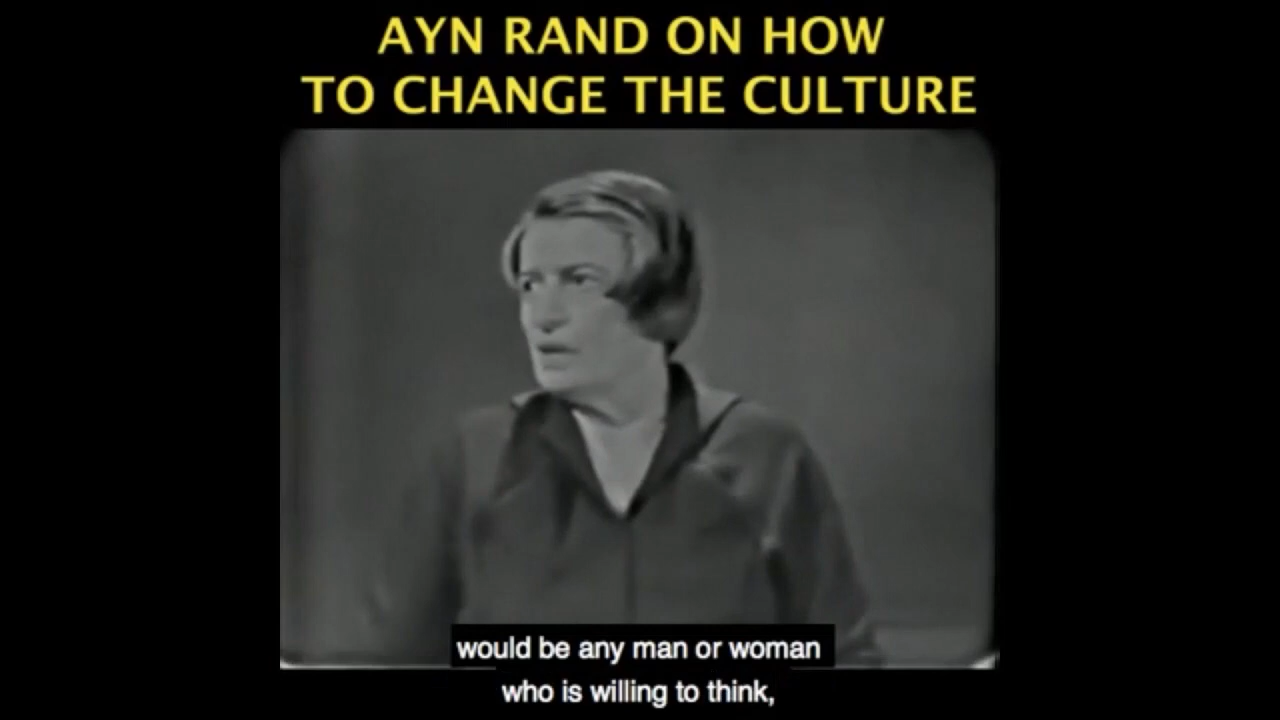 AYN RAND ON HOW
TO CHANGE THE CULTURE
would be any man or woman
who is willing to think,